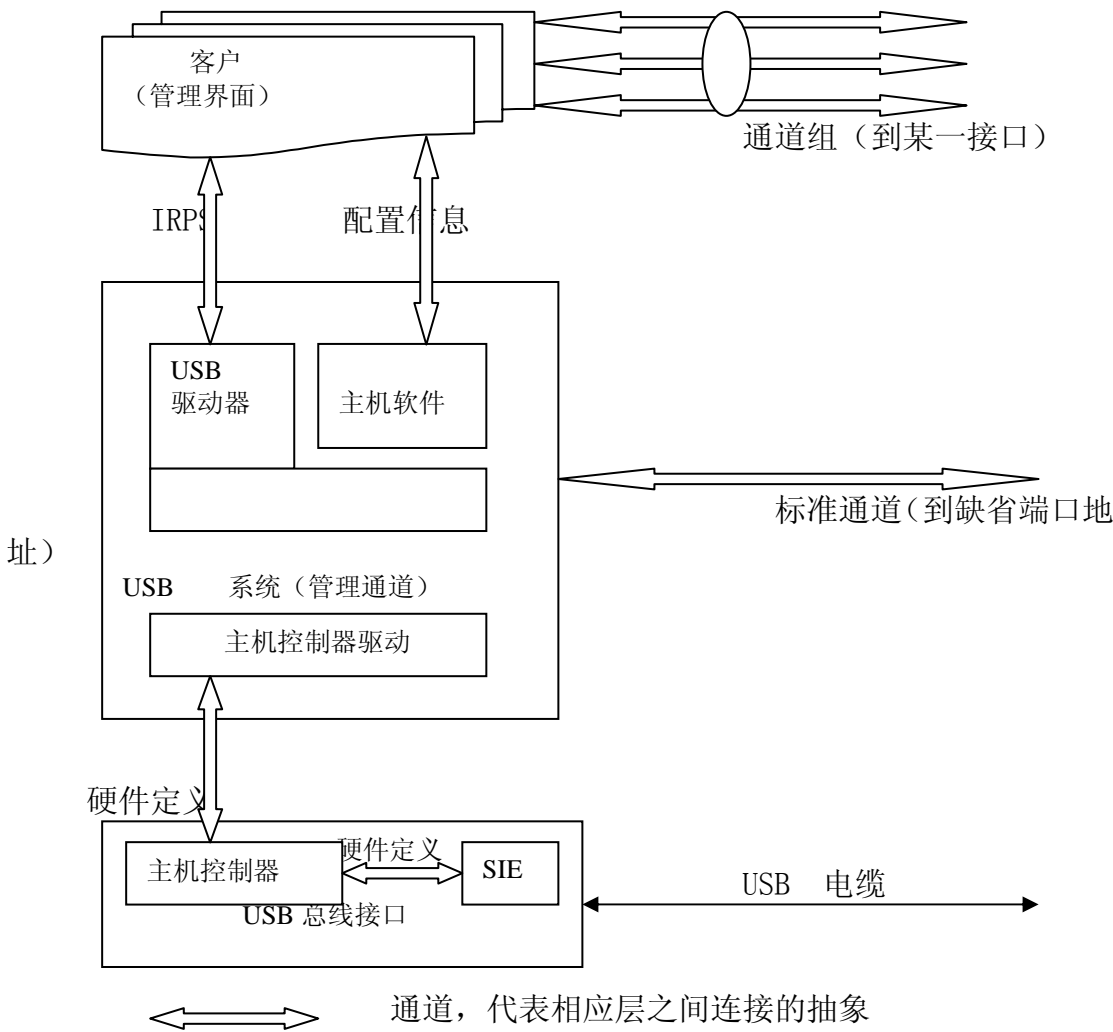 客户
（管理界面）
通道组（到某一接口）
IRPS
配置信息
USB
驱动器
主机软件
标准通道（到缺省端口地
址）
USB 系统（管理通道）
主机控制器驱动
硬件定义
主机控制器
硬件定义
SIE
USB 总线接口
USB 电缆
通道，代表相应层之间连接的抽象